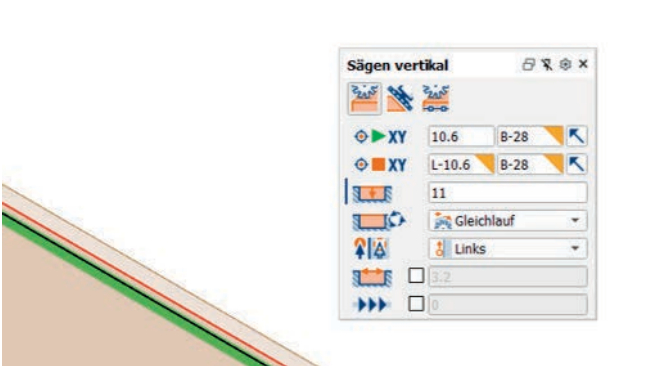 Sägen vertikal
XY 10.6 B-28
XY L-10.6 B-28
11
Gleichlauf
Links
3.2
0